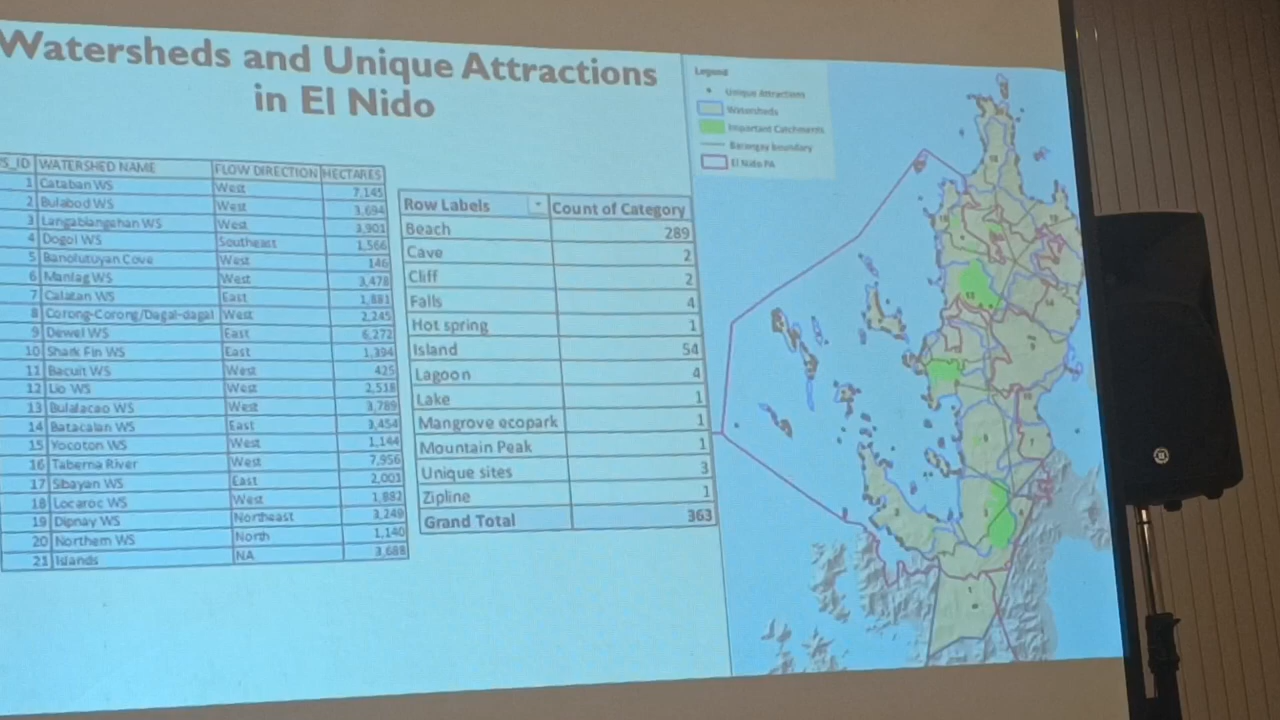 Watersheds and Unique Attractions
in El Nido
S_ID WATERSHED NAME FLOW DIRECTION HECTARES
1 Cataban WS West 7,145
2 Bulabod WS West 3,694
3 Langabangehan WS West 3,901
4 Dogol WS Southeast 1,566
5 Banolutuyan Cove West 146
6 Manlag WS West 3,478
7 Calatan WS East 1,881
8 Corong-Corong/Dagal-dagal West 2,245
9 Dewel WS East 6,272
10 Shark Fin WS East 1,394
11 Bacuit WS West 425
12 Lio WS West 2,518
13 Bulalacao WS West 3,789
14 Batacalan WS East 3,454
15 Yocoton WS West 1,144
16 Taberna River West 7,956
17 Sibayan WS East 2,001
18 Locaroc WS West 1,882
19 Dipnay WS Northeast 3,249
20 Northern WS North 1,140
21 Islands NA 3,688
Row Labels Count of Category
Beach 289
Cave 2
Cliff 2
Falls 4
Hot spring 1
Island 54
Lagoon 4
Lake 1
Mangrove ecopark 1
Mountain Peak 1
Unique sites 3
Zipline 1
Grand Total 363
Legend
Unique Attractions
Watersheds
Important Catchments
Barangay boundary
El Nido PA